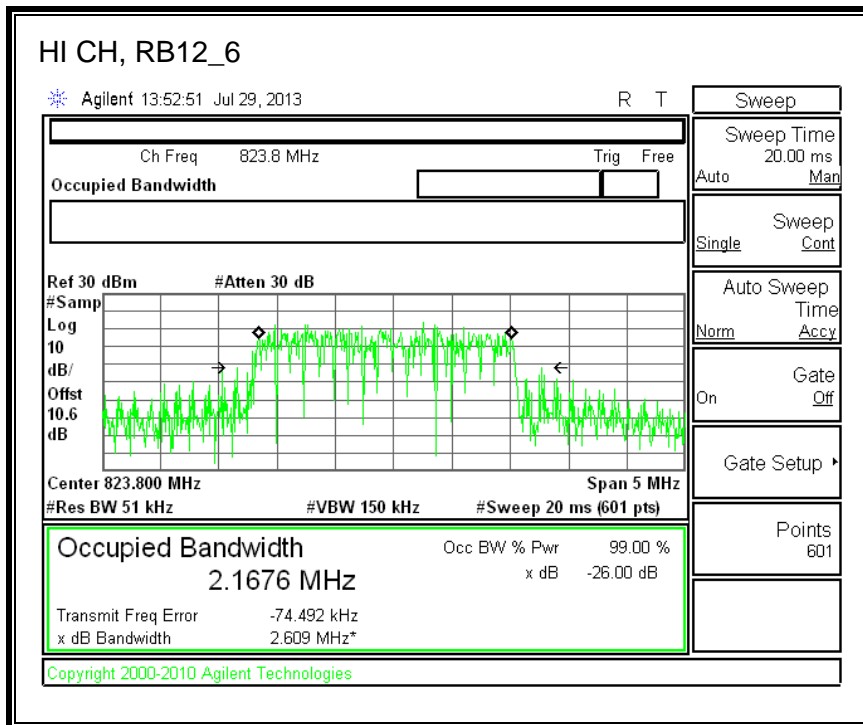 HI CH, RB12_6
Agilent 13:52:51 Jul 29, 2013 R T
Ch Freq 823.8 MHz Trig Free
Occupied Bandwidth
Ref 30 dBm #Atten 30 dB
#Samp
Log
10
dB/
Offst
10.6
dB
Center 823.800 MHz Span 5 MHz
#Res BW 51 kHz #VBW 150 kHz #Sweep 20 ms (601 pts)
Occupied Bandwidth
2.1676 MHz
Occ BW % Pwr 99.00 %
x dB -26.00 dB
Transmit Freq Error -74.492 kHz
x dB Bandwidth 2.609 MHz*
Copyright 2000-2010 Agilent Technologies
Sweep
Sweep Time
20.00 ms
Auto Man
Sweep
Single Cont
Auto Sweep
Time
Norm Accy
Gate
On Off
Gate Setup
Points
601